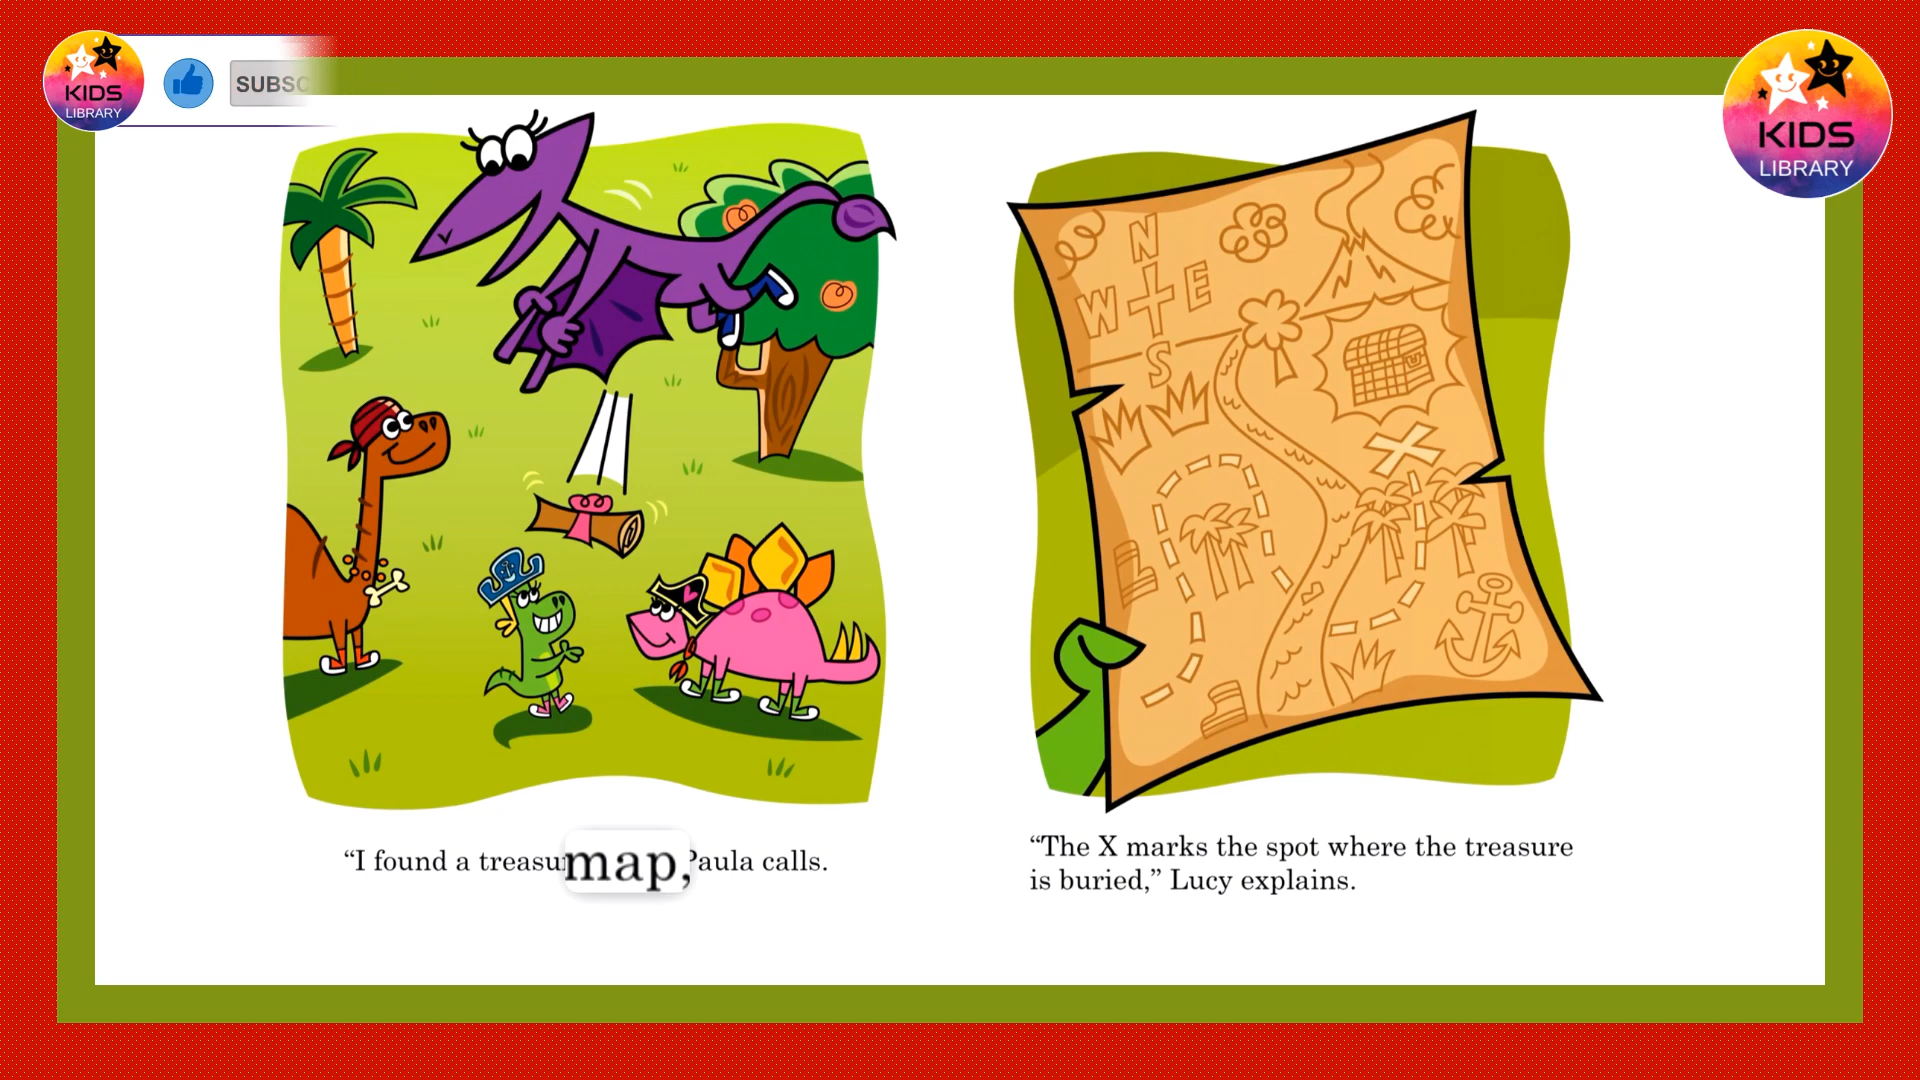 KIDS
LIBRARY
SUBSC
KIDS
LIBRARY
N
W E
S
“I found a treasu map, Paula calls.
“The X marks the spot where the treasure
is buried,” Lucy explains.